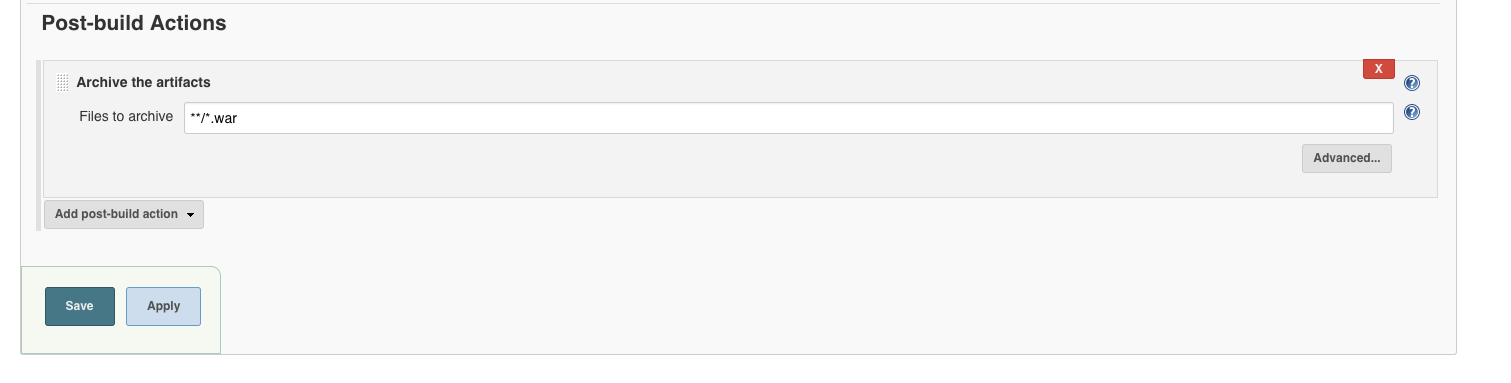 Post-build Actions
Archive the artifacts
X
?
Files to archive
**/*.war
?
Advanced...
Add post-build action
Save
Apply